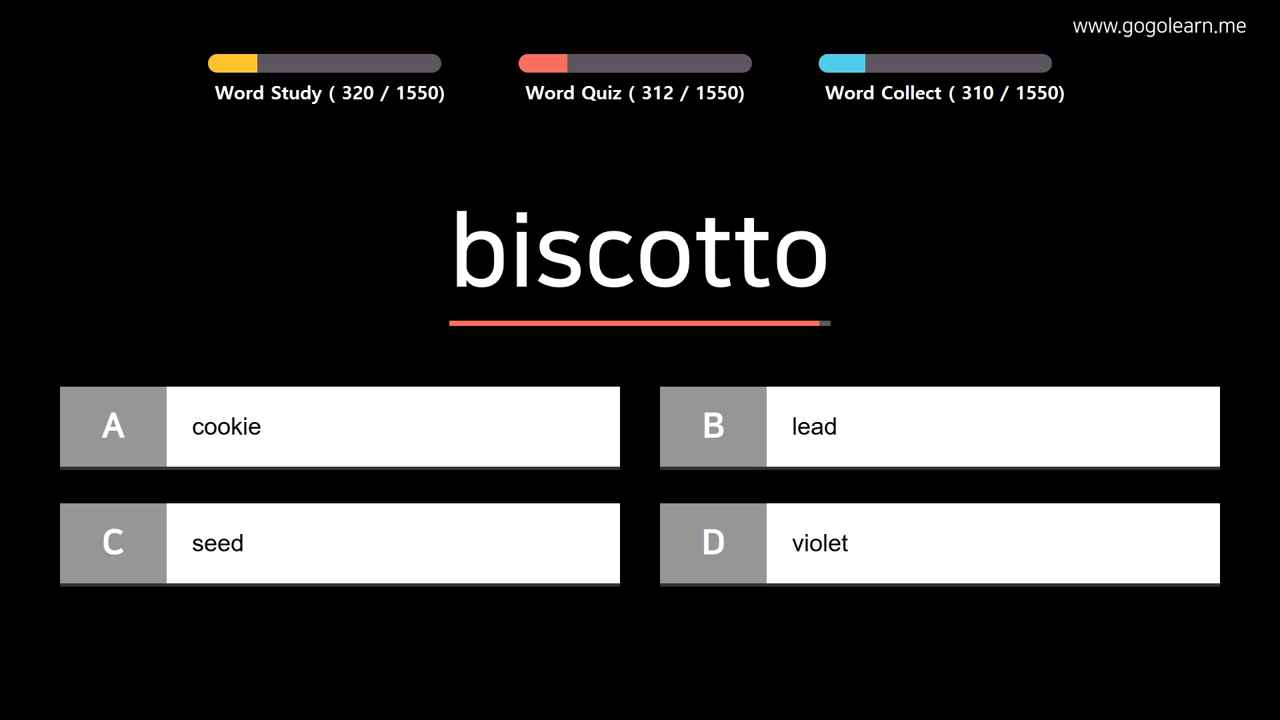 www.gogolearn.me
Word Study ( 320 / 1550)
Word Quiz ( 312 / 1550)
Word Collect ( 310 / 1550)
biscotto
A
cookie
B
lead
C
seed
D
violet